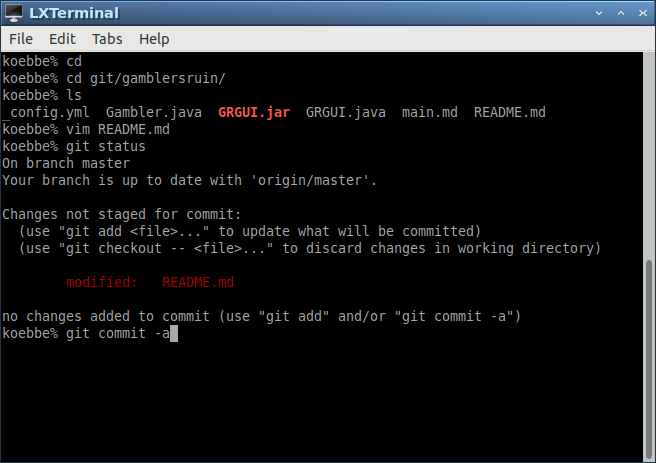 LXTerminal
File Edit Tabs Help
koebbe% cd
koebbe% cd git/gamblersruin/
koebbe% ls
_config.yml  Gambler.java  GRGUI.jar  GRGUI.java  main.md  README.md
koebbe% vim README.md
koebbe% git status
On branch master
Your branch is up to date with 'origin/master'.

Changes not staged for commit:
  (use "git add <file>..." to update what will be committed)
  (use "git checkout -- <file>..." to discard changes in working directory)

        modified:   README.md

no changes added to commit (use "git add" and/or "git commit -a")
koebbe% git commit -a